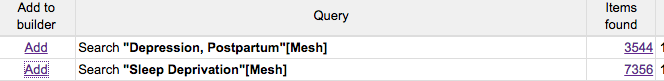 Add to builder Query Items found
Add Search "Depression, Postpartum"[Mesh] 3544
Add Search "Sleep Deprivation"[Mesh] 7356